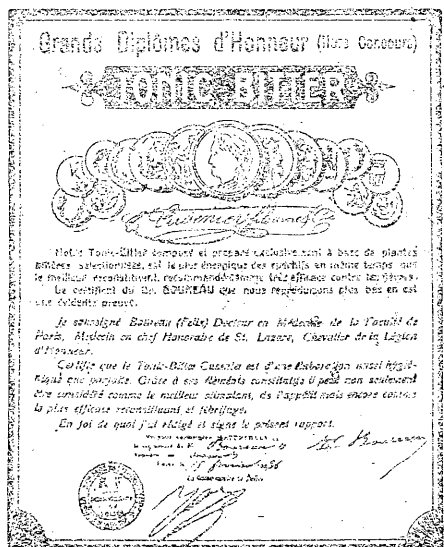 Grands Diplômes d'Honneur (Hors Concours)
TONIC-BITTER
Notre Tonic-Bitter composé et préparé exclusivement à base de plantes
amères sélectionnées, est le plus énergique des apéritifs en même temps que
le meilleur reconstituant, recommandé comme très efficace contre les fièvres.
Le certificat du Dr. BOUREAU que nous reproduisons plus bas en est
une évidente preuve.
Je soussigné Boureau (Felix) Docteur en Médecine de la Faculté de
Paris, Médecin en chef Honoraire de St. Lazare, Chevalier de la Légion
d'Honneur.
Certifie que le Tonic-Bitter Cusenia est d'une élaboration aussi hygié-
nique que parfaite. Grâce à ses éléments constitutifs il peut non seulement
être considéré comme le meilleur stimulant, de l'appétit mais encore comme
le plus efficace reconstituant et fébrifuge.
En foi de quoi j'ai rédigé et signé le présent rapport.